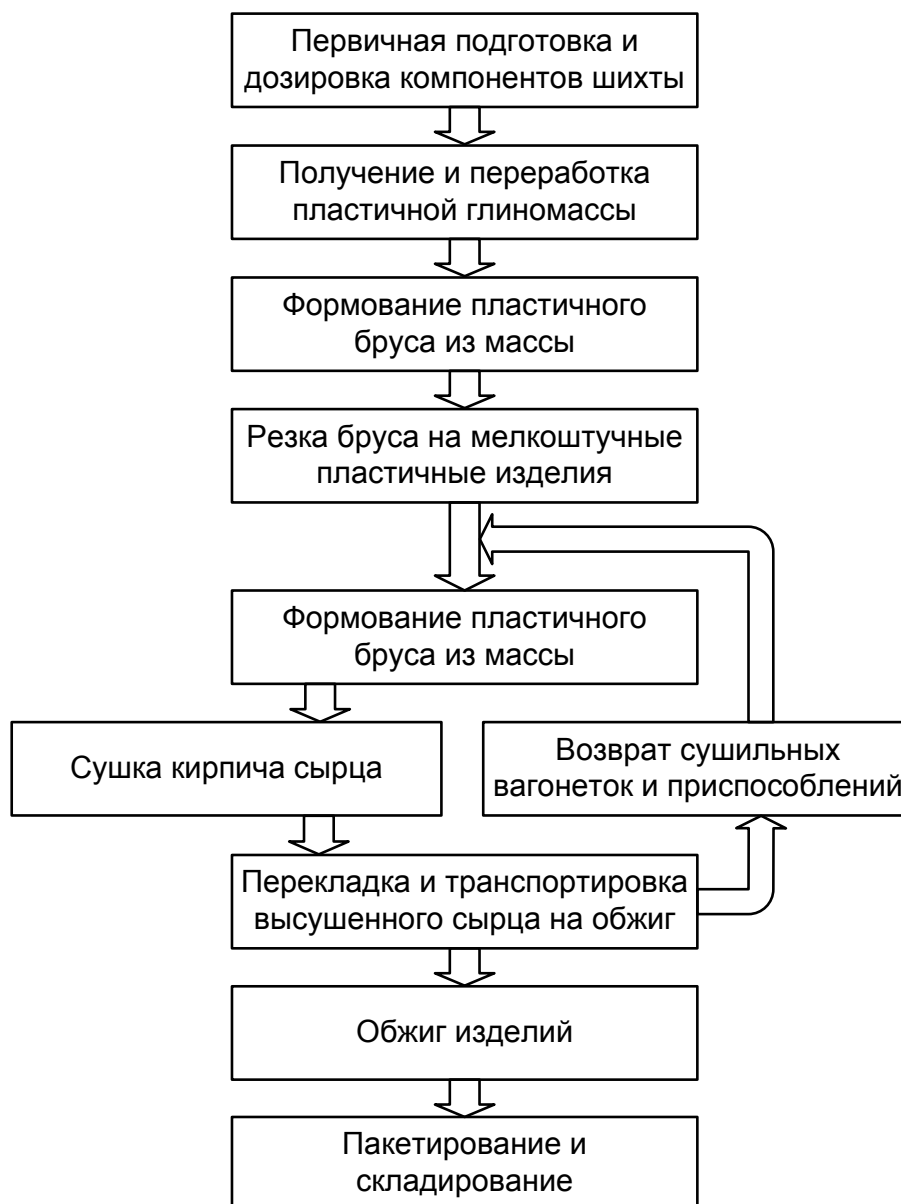 Первичная подготовка и
дозировка компонентов шихты
Получение и переработка
пластичной глиномассы
Формование пластичного
бруса из массы
Резка бруса на мелкоштучные
пластичные изделия
Формование пластичного
бруса из массы
Сушка кирпича сырца
Возврат сушильных
вагонеток и приспособлений
Перекладка и транспортировка
высушенного сырца на обжиг
Обжиг изделий
Пакетирование и
складирование